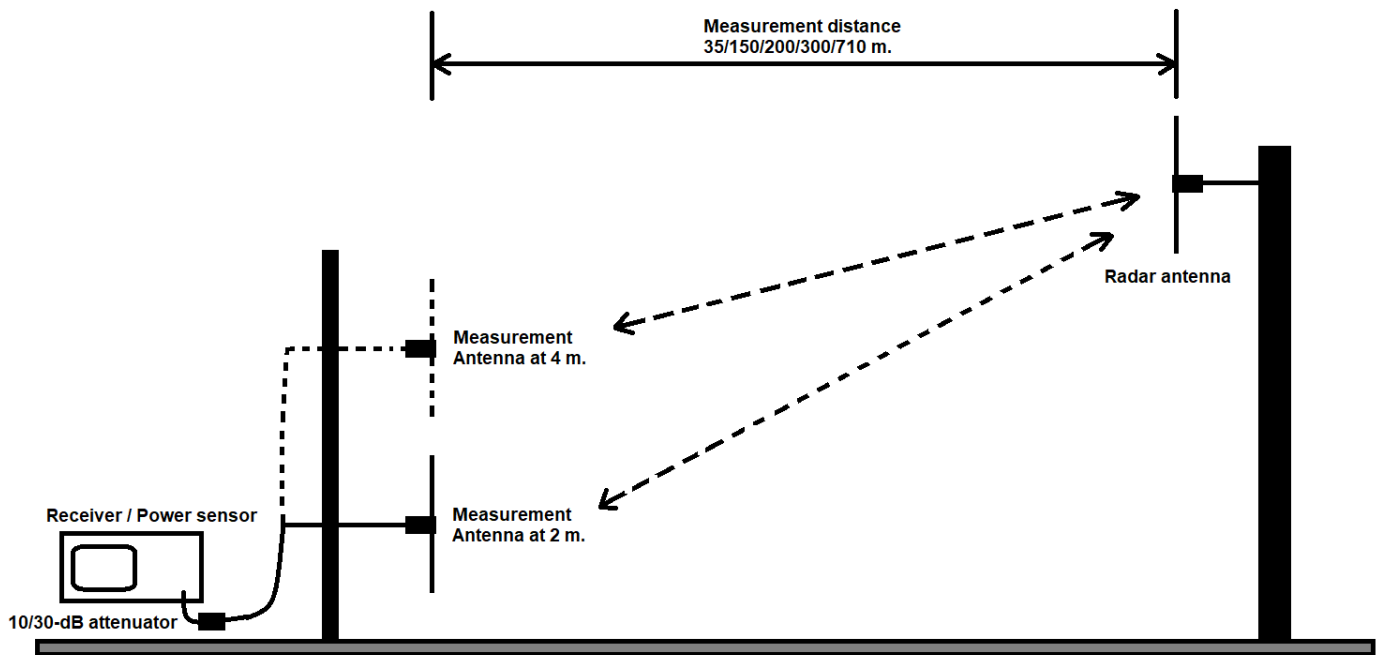 Measurement distance
35/150/200/300/710 m.
Radar antenna
Measurement
Antenna at 4 m.
Measurement
Antenna at 2 m.
Receiver / Power sensor
10/30-dB attenuator